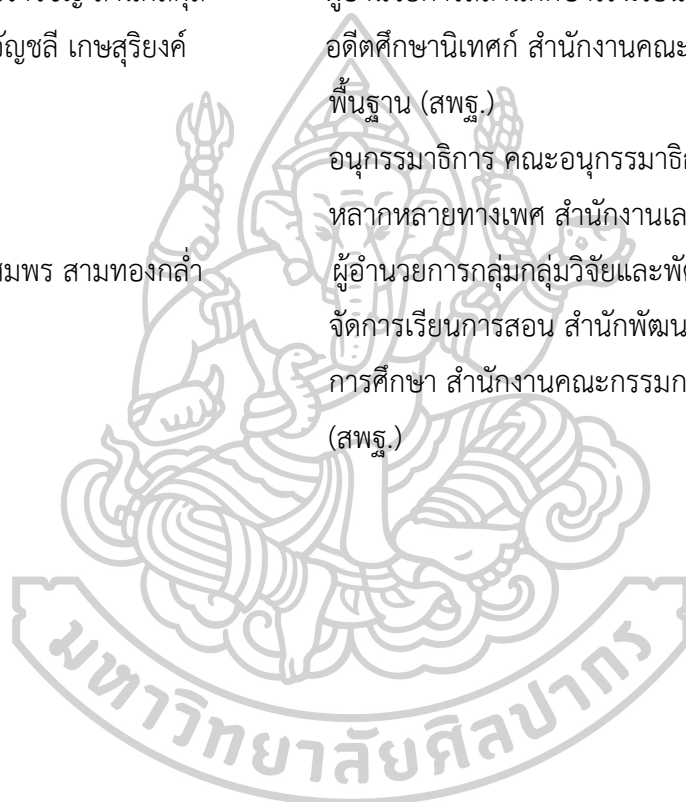 อัญชลี เกษสุริยงค์ อดีตศึกษานิเทศก์ สำนักงานคณะ
พื้นฐาน (สพฐ.)
อนุกรรมาธิการ คณะอนุกรรมาธิ
หลากหลายทางเพศ สำนักงานเล
สมพร สามทองกล่ำ ผู้อำนวยการกลุ่มกลุ่มวิจัยและพั
จัดการเรียนการสอน สำนักพัฒน
การศึกษา สำนักงานคณะกรรมก
(สพฐ.)
มหาวิทยาลัยศิลปากร